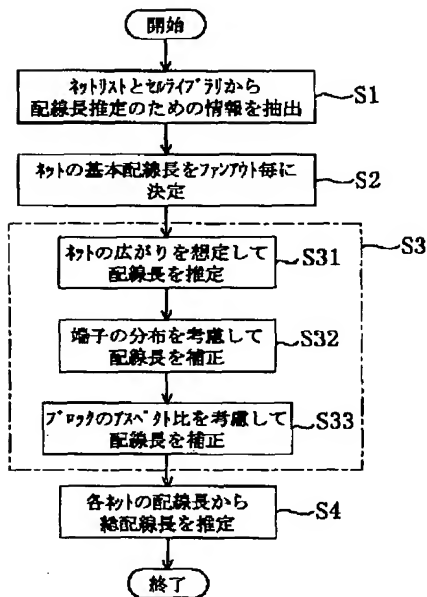 開始
ﾈｯﾄﾘｽﾄとｾﾙﾗｲﾌﾞﾗﾘから
配線長推定のための情報を抽出
S1
ﾈｯﾄの基本配線長をﾌｧﾝｱｳﾄ毎に
決定
S2
S3
ﾈｯﾄの広がりを想定して
配線長を推定
S31
端子の分布を考慮して
配線長を補正
S32
ﾌﾞﾛｯｸのｱｽﾍﾟｸﾄ比を考慮して
配線長を補正
S33
各ﾈｯﾄの配線長から
総配線長を推定
S4
終了